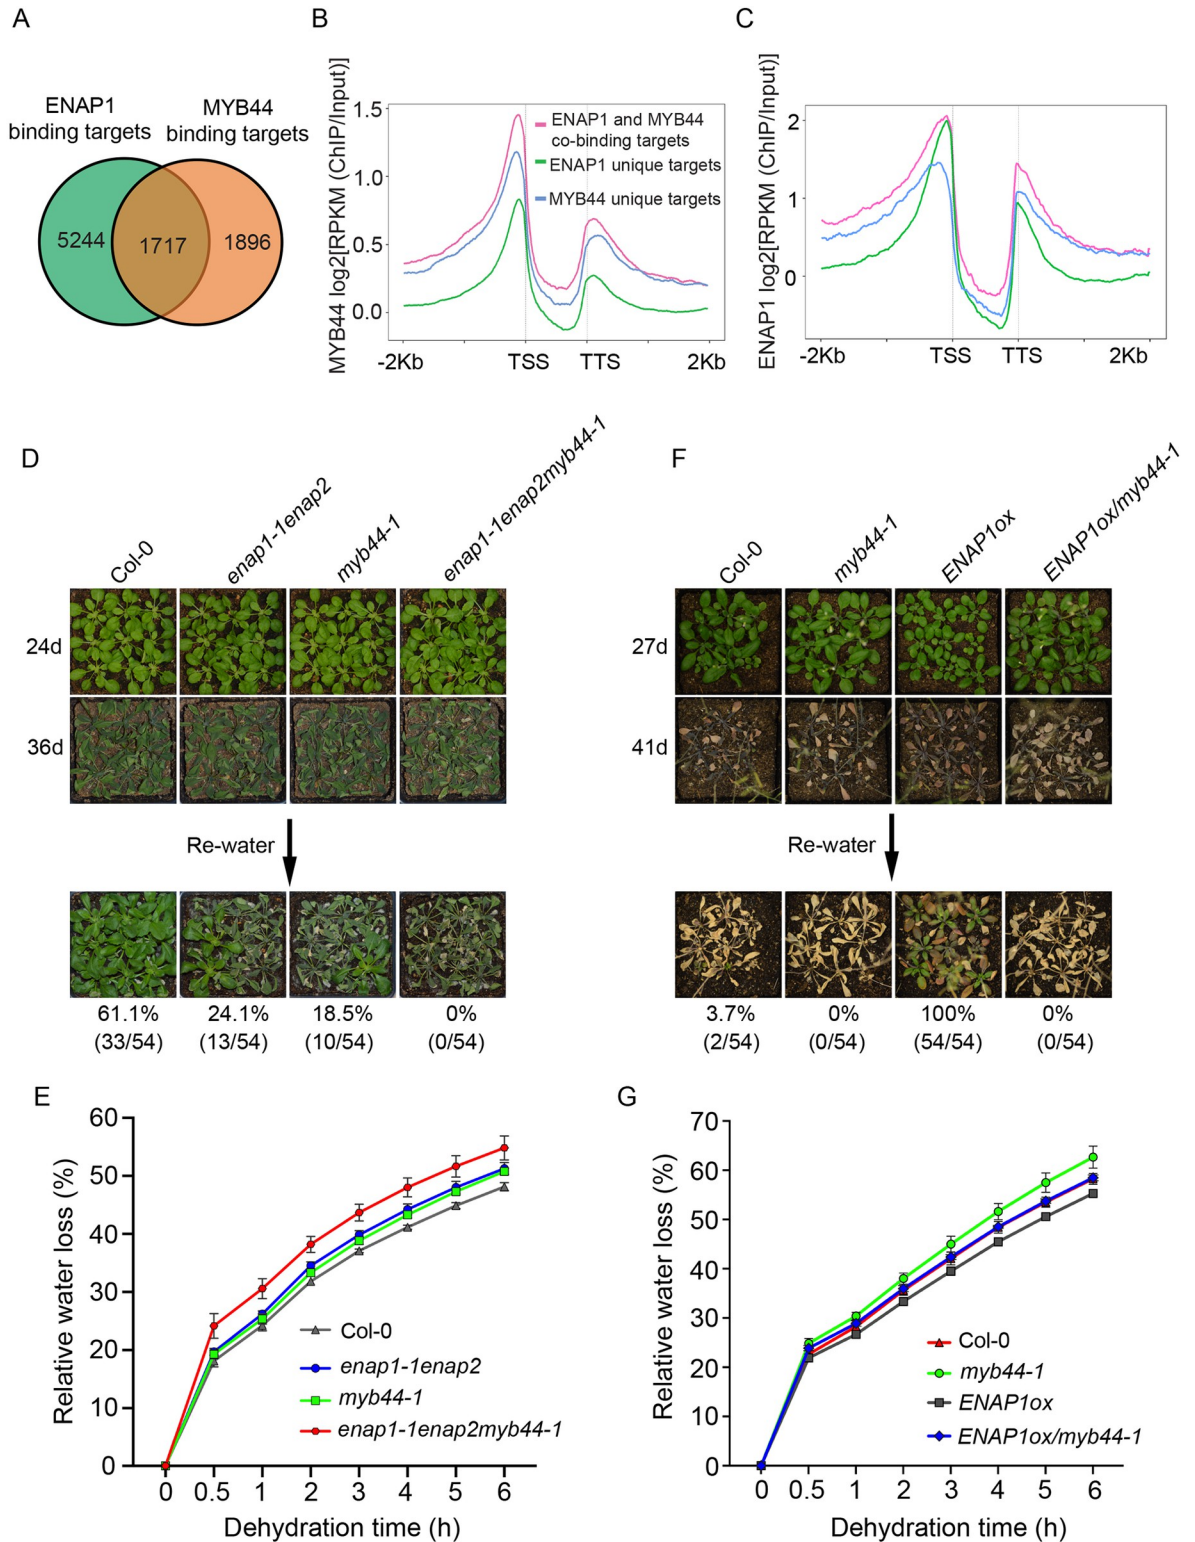 A
ENAP1
binding targets
MYB44
binding targets
5244
1717
1896
B
MYB44 log2[RPKM (ChIP/Input)]
1.5
1.0
0.5
0.0
ENAP1 and MYB44
co-binding targets
ENAP1 unique targets
MYB44 unique targets
-2Kb TSS TTS 2Kb
C
ENAP1 log2[RPKM (ChIP/Input)]
2
1
0
-2Kb TSS TTS 2Kb
D
Col-0
enap1-1enap2
myb44-1
enap1-1enap2myb44-1
24d
36d
Re-water
61.1% 24.1% 18.5% 0%
(33/54) (13/54) (10/54) (0/54)
F
Col-0
myb44-1
ENAP1ox
ENAP1ox/myb44-1
27d
41d
Re-water
3.7% 0% 100% 0%
(2/54) (0/54) (54/54) (0/54)
E
Relative water loss (%)
60
50
40
30
20
10
0
Col-0
enap1-1enap2
myb44-1
enap1-1enap2myb44-1
0 0.5 1 2 3 4 5 6
Dehydration time (h)
G
Relative water loss (%)
70
60
50
40
30
20
10
0
Col-0
myb44-1
ENAP1ox
ENAP1ox/myb44-1
0 0.5 1 2 3 4 5 6
Dehydration time (h)